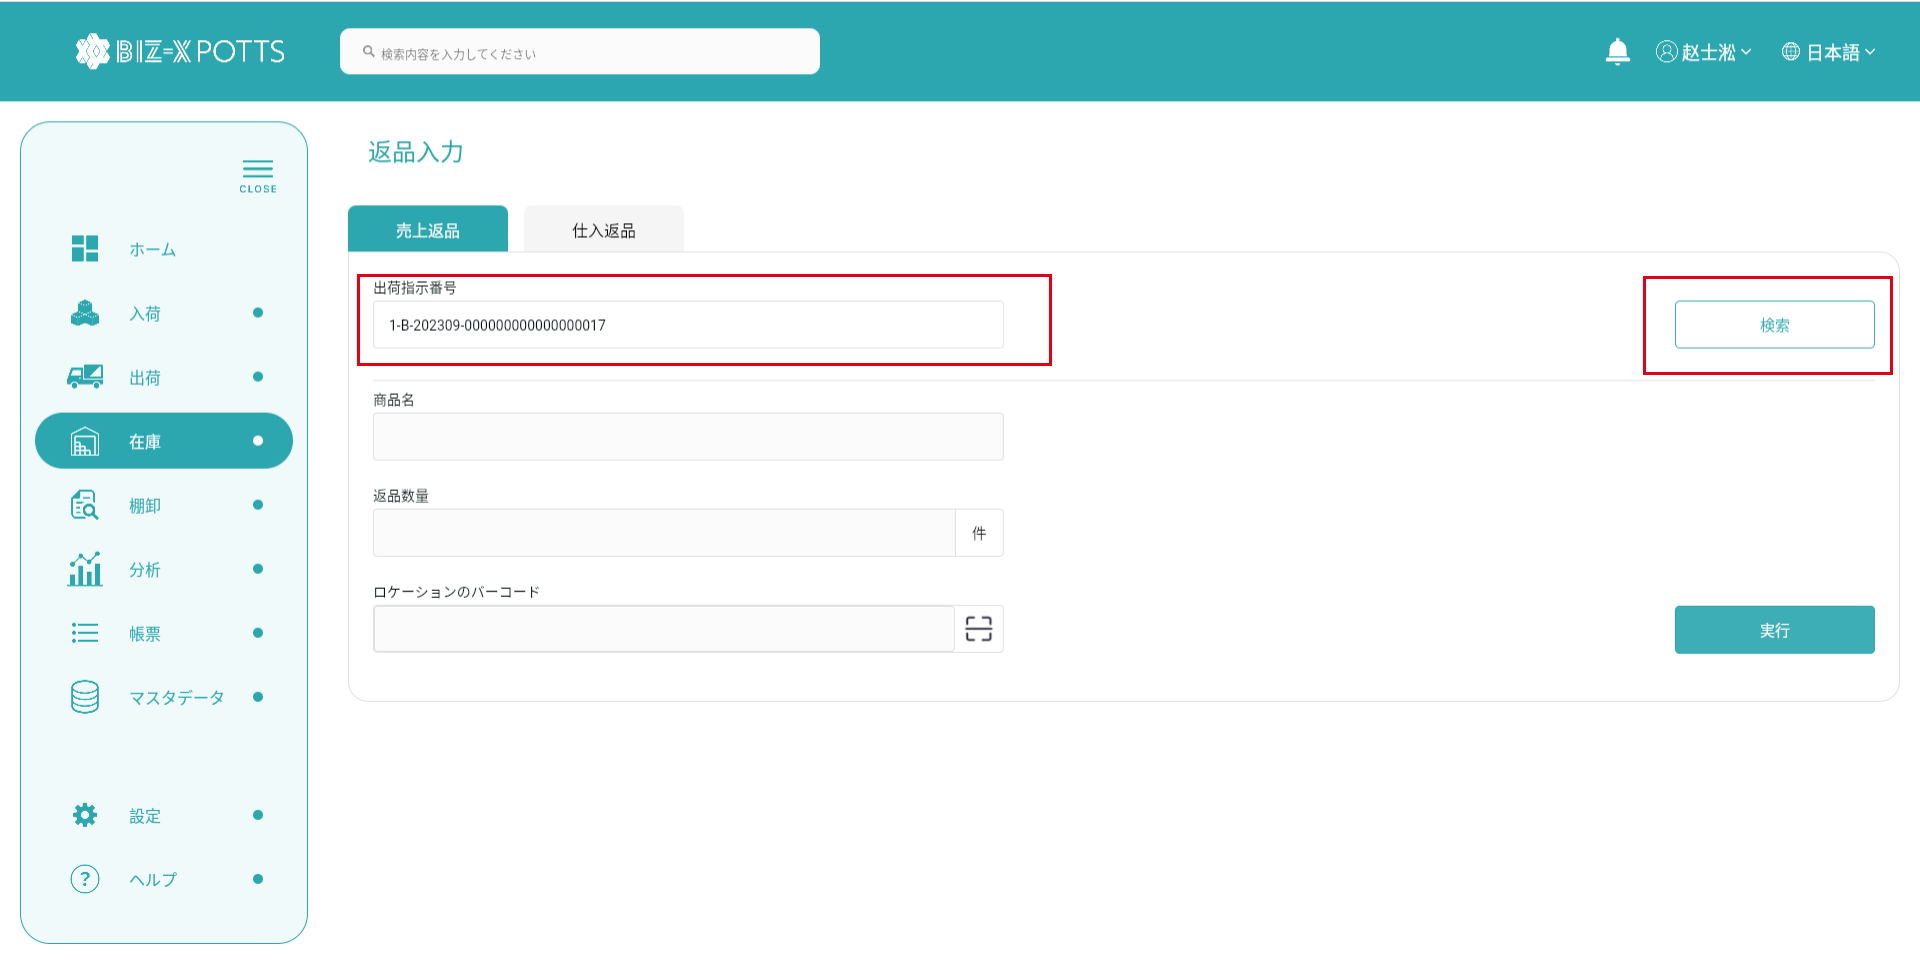 BIZ=X POTTS
検索内容を入力してください
赵士淞
日本語
CLOSE
ホーム
入荷
出荷
在庫
棚卸
分析
帳票
マスタデータ
設定
ヘルプ
返品入力
売上返品
仕入返品
出荷指示番号
1-B-202309-000000000000000017
検索
商品名
返品数量
件
ロケーションのバーコード
実行